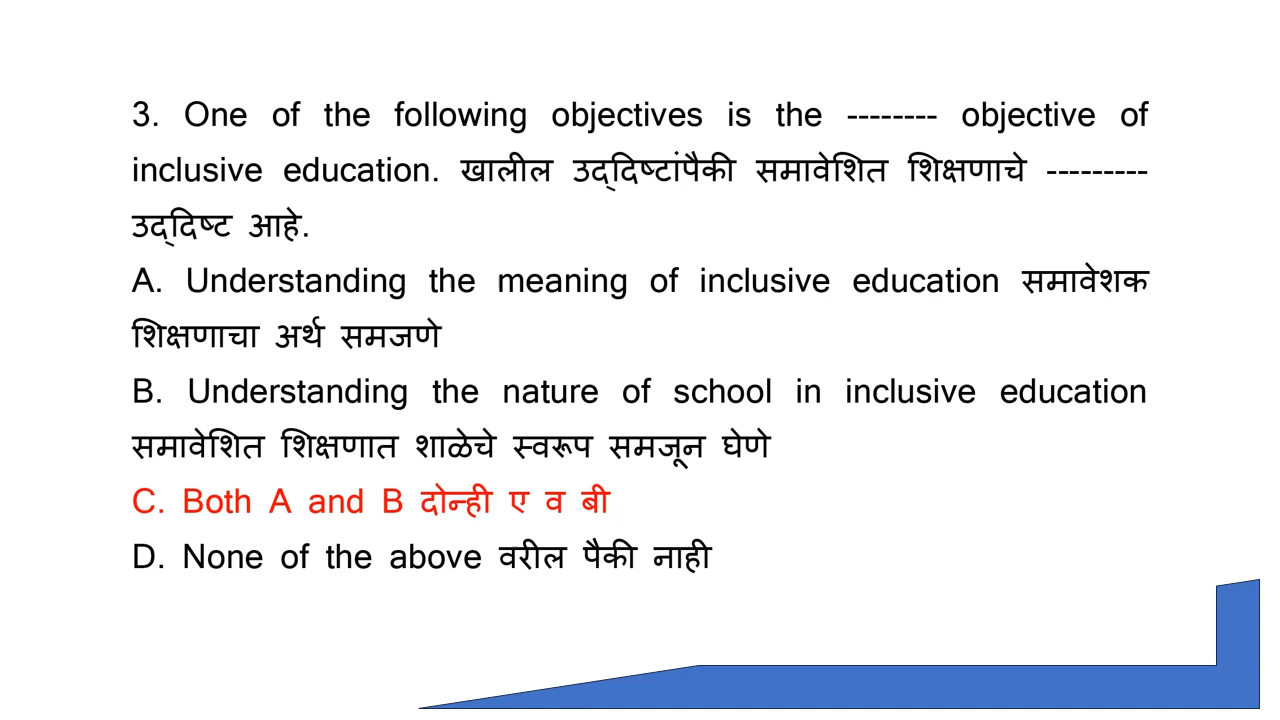 3. One of the following objectives is the -------- objective of
inclusive education. खालील उद्दिष्टांपैकी समावेशित शिक्षणाचे ---------
उद्दिष्ट आहे.
A. Understanding the meaning of inclusive education समावेशक
शिक्षणाचा अर्थ समजणे
B. Understanding the nature of school in inclusive education
समावेशित शिक्षणात शाळेचे स्वरूप समजून घेणे
C. Both A and B दोन्ही ए व बी
D. None of the above वरील पैकी नाही